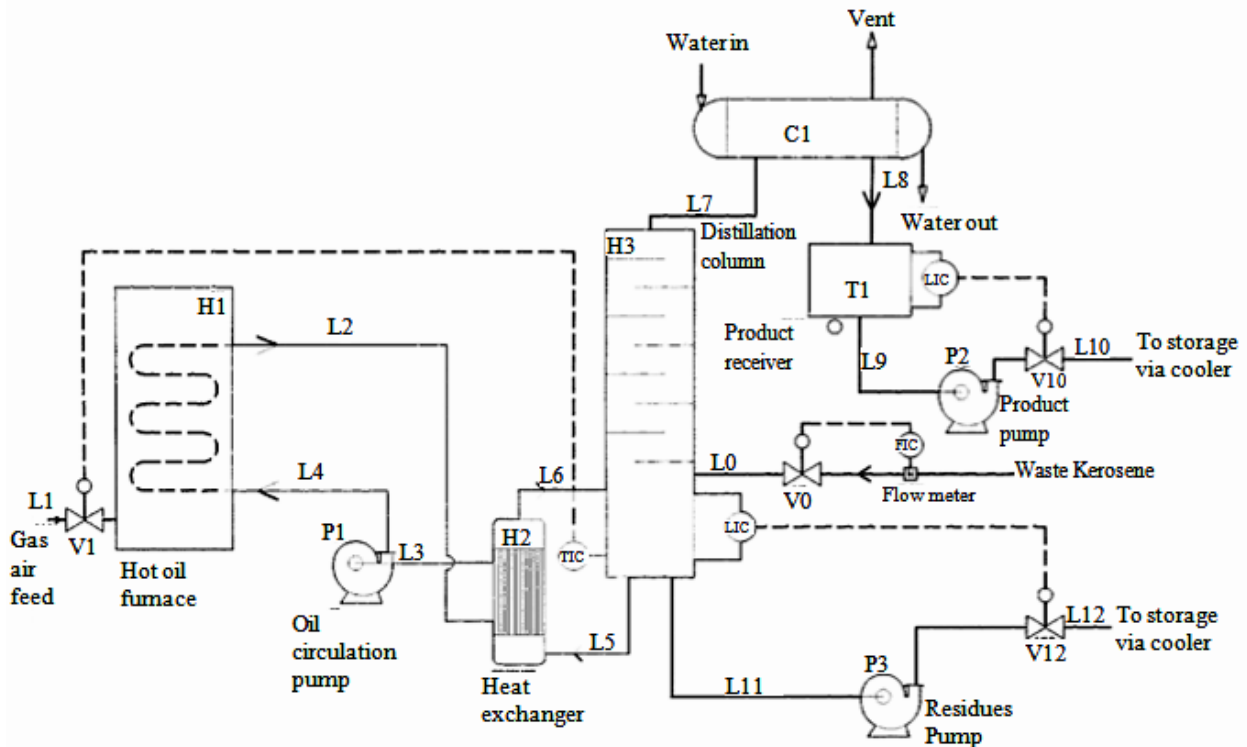 Vent
Water in
C1
L8
L7
Water out
H3
Distillation
column
LIC
T1
H1
L2
Product
receiver
L9
P2
V10
L10
To storage
via cooler
Product
pump
L4
L6
L0
FIC
Waste Kerosene
V0
Flow meter
L1
V1
Gas
air
feed
Hot oil
furnace
P1
L3
H2
TIC
LIC
Oil
circulation
pump
L5
Heat
exchanger
L11
P3
Residues
Pump
V12
L12
To storage
via cooler